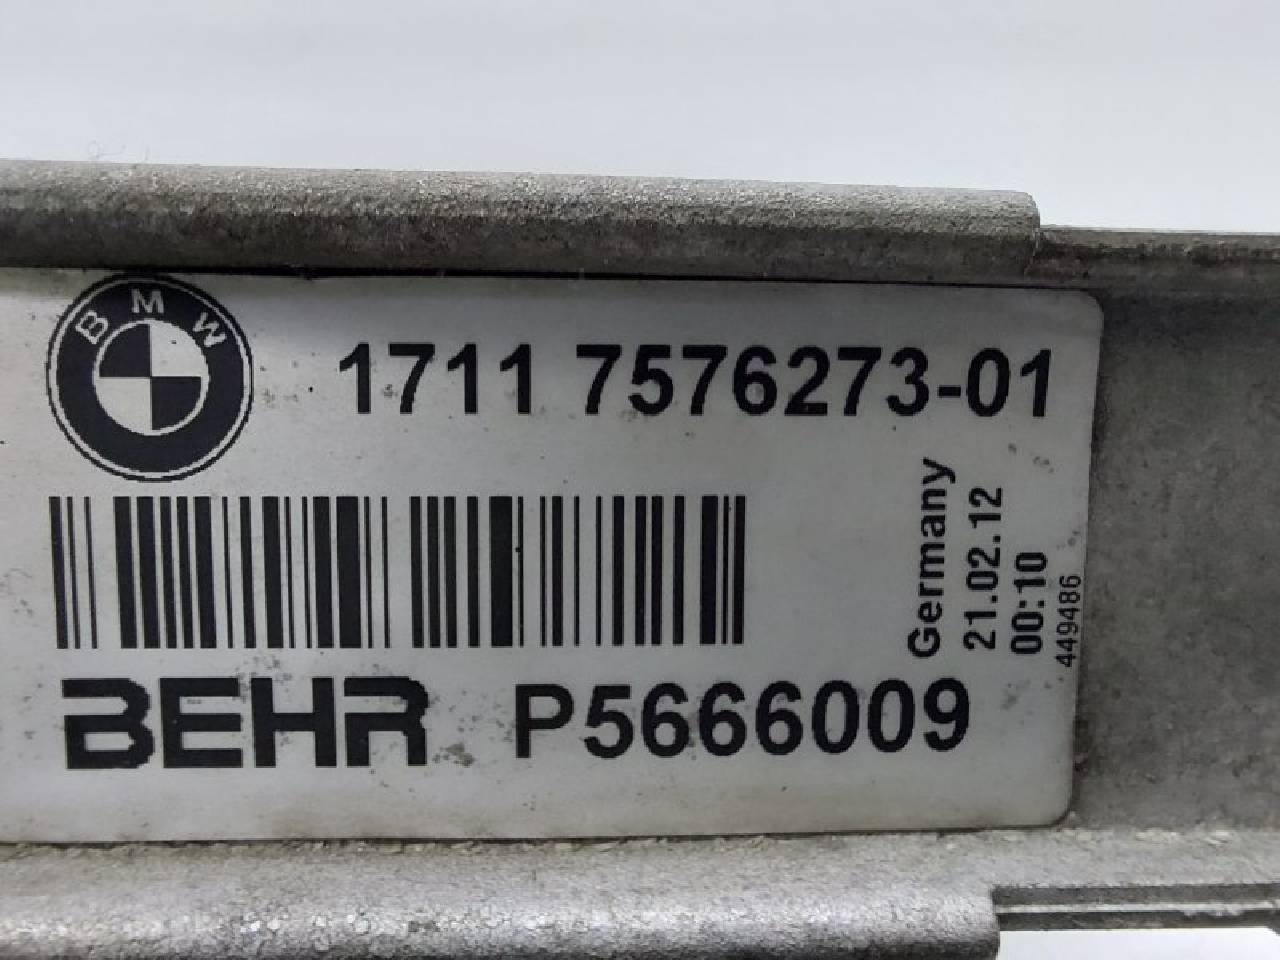 BMW
1711 7576273-01
Germany
21.02.12
00:10
449486
BEHR P5666009